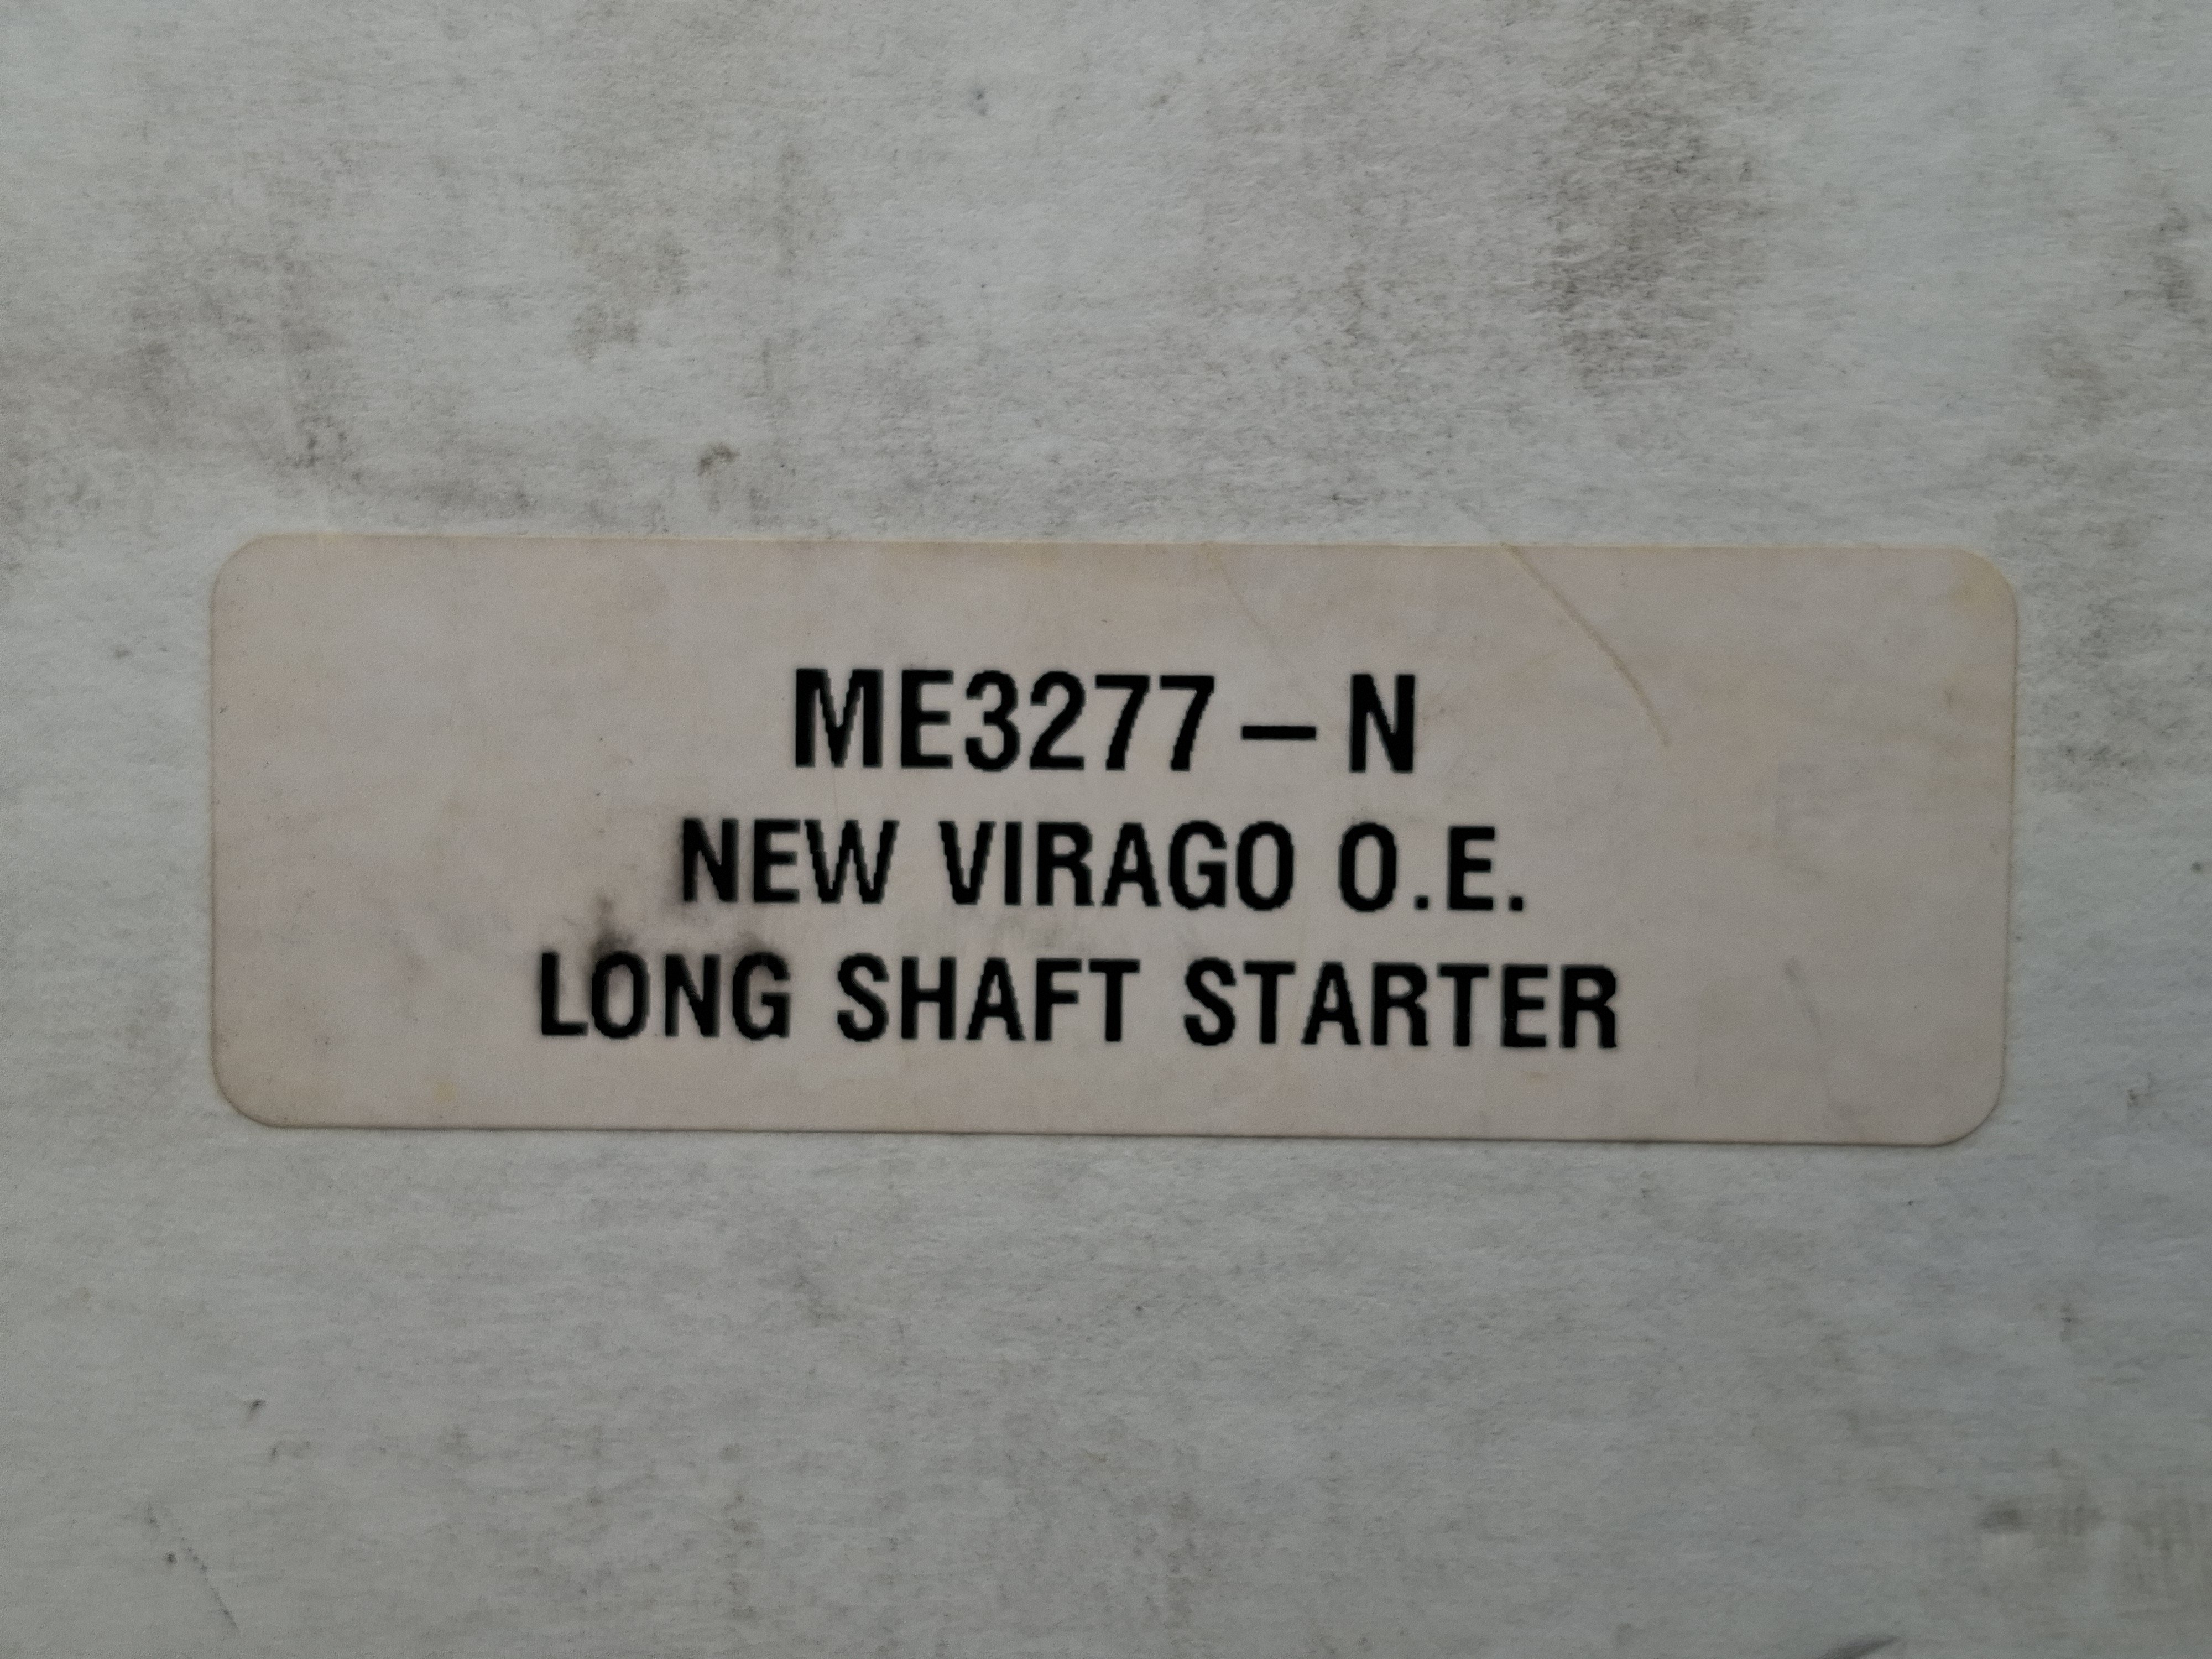 ME3277-N
NEW VIRAGO O.E.
LONG SHAFT STARTER